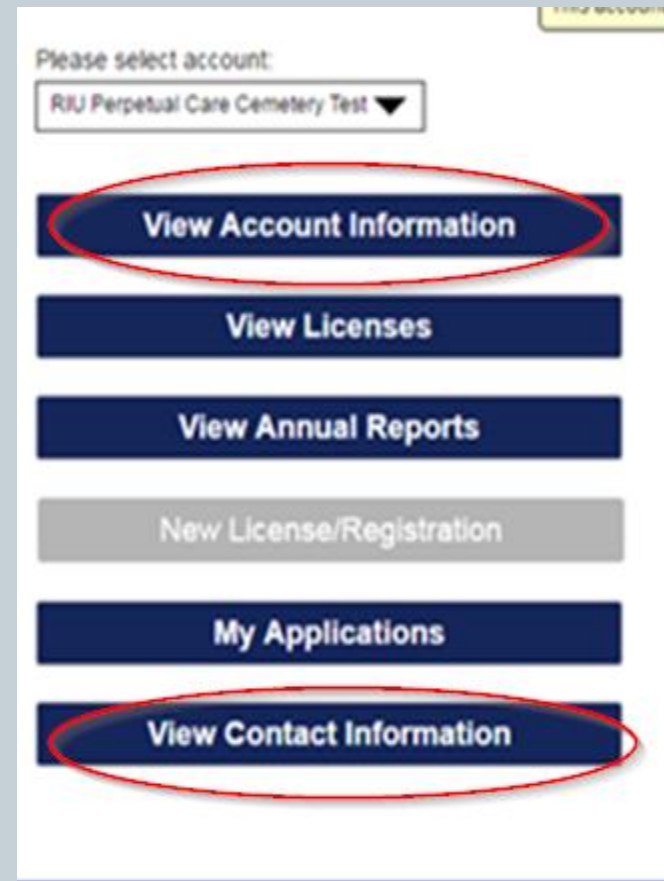 Please select account:
RIU Perpetual Care Cemetery Test
View Account Information
View Licenses
View Annual Reports
New License/Registration
My Applications
View Contact Information